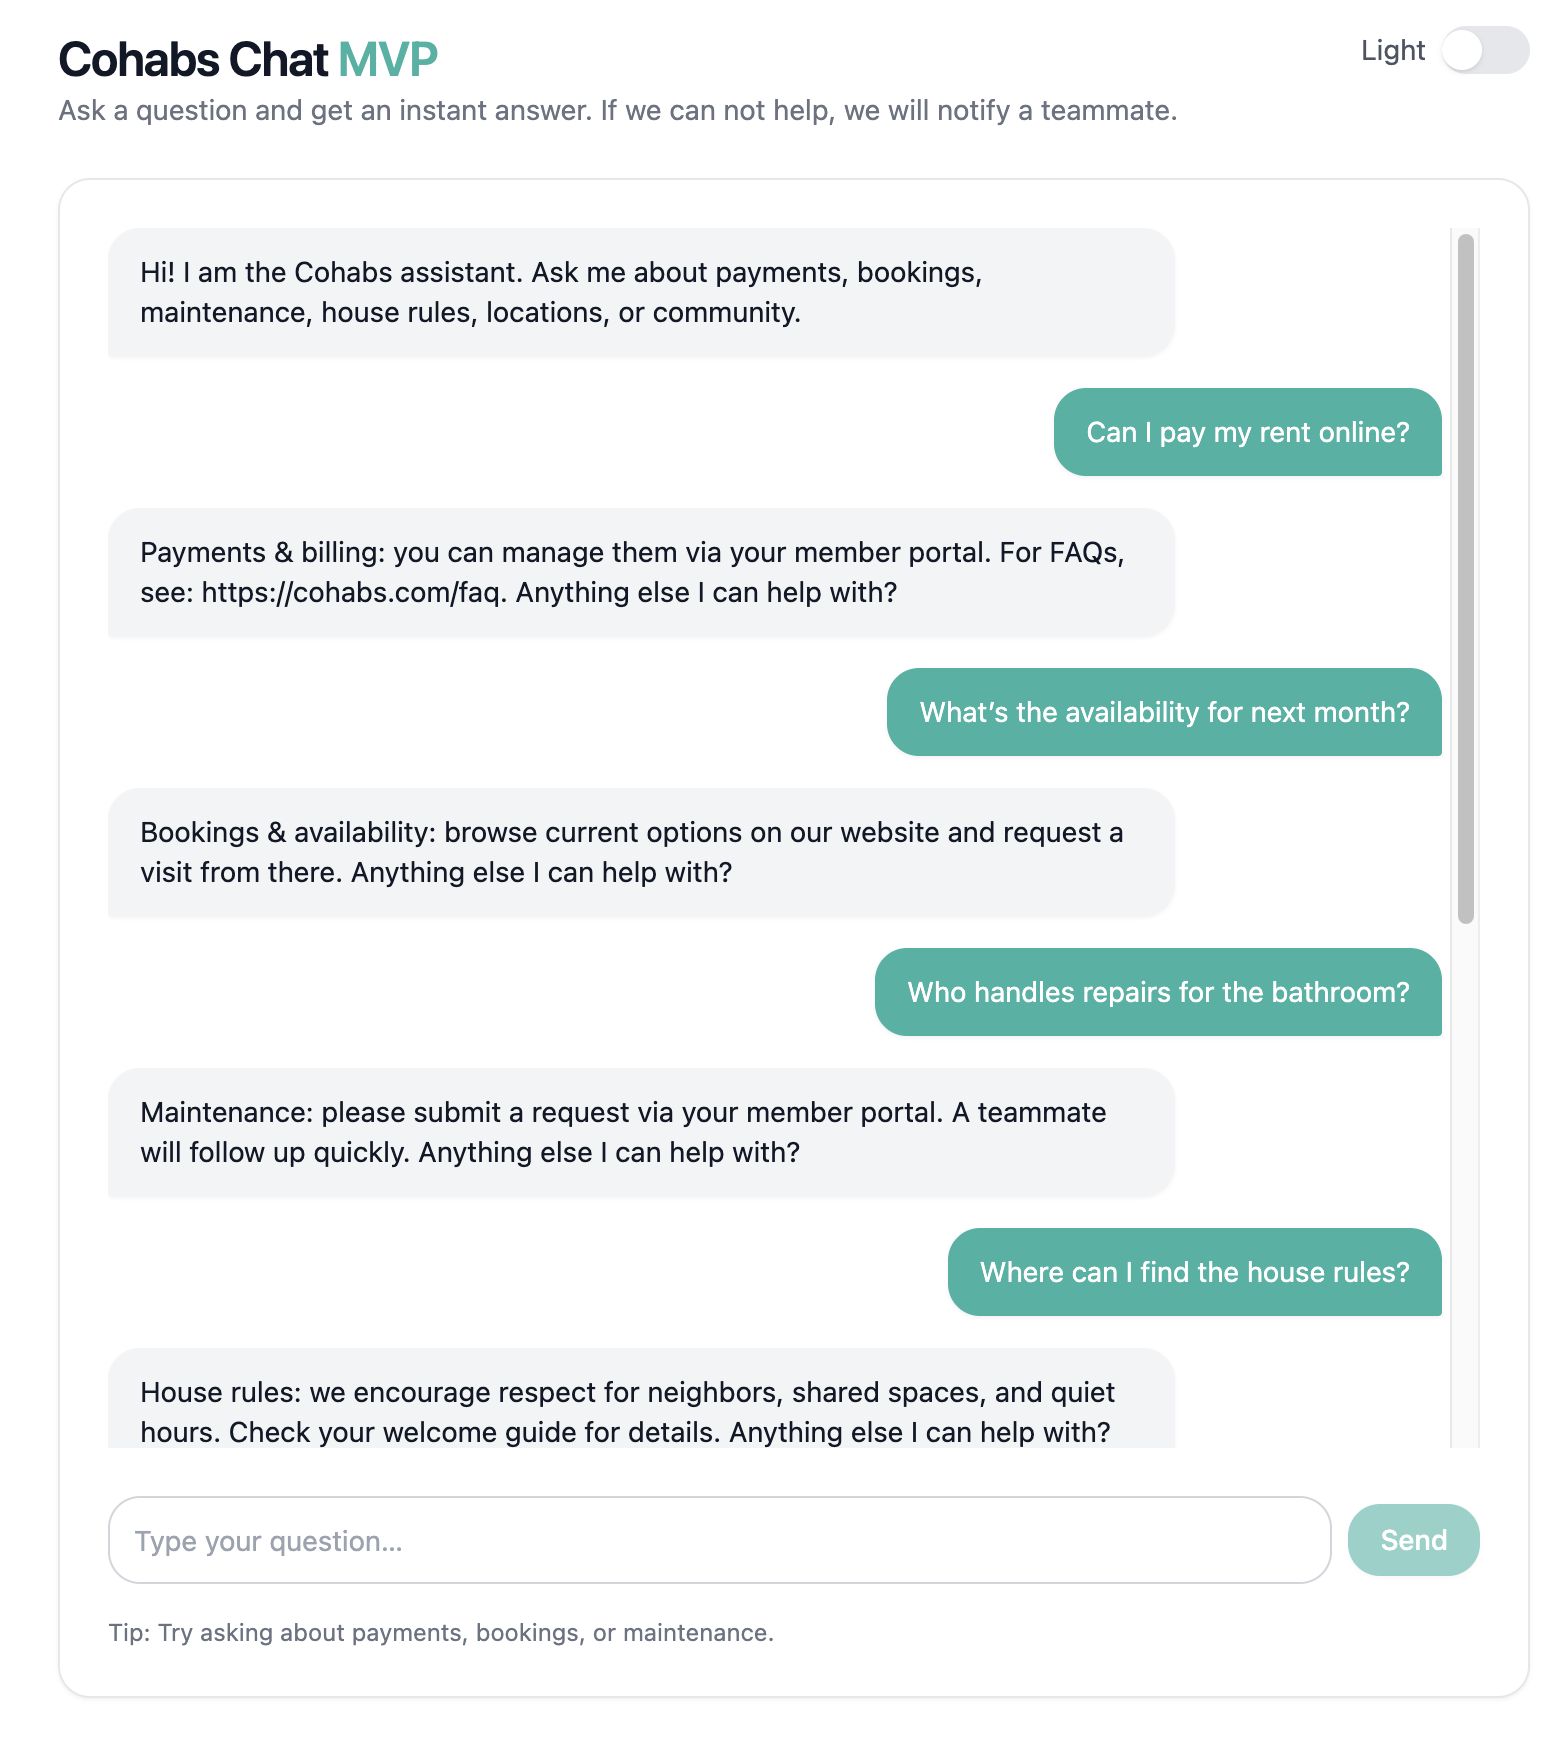 Cohabs Chat MVP
Light
Ask a question and get an instant answer. If we can not help, we will notify a teammate.
Hi! I am the Cohabs assistant. Ask me about payments, bookings,
maintenance, house rules, locations, or community.
Can I pay my rent online?
Payments & billing: you can manage them via your member portal. For FAQs,
see: https://cohabs.com/faq. Anything else I can help with?
What's the availability for next month?
Bookings & availability: browse current options on our website and request a
visit from there. Anything else I can help with?
Who handles repairs for the bathroom?
Maintenance: please submit a request via your member portal. A teammate
will follow up quickly. Anything else I can help with?
Where can I find the house rules?
House rules: we encourage respect for neighbors, shared spaces, and quiet
hours. Check your welcome guide for details. Anything else I can help with?
Type your question...
Send
Tip: Try asking about payments, bookings, or maintenance.